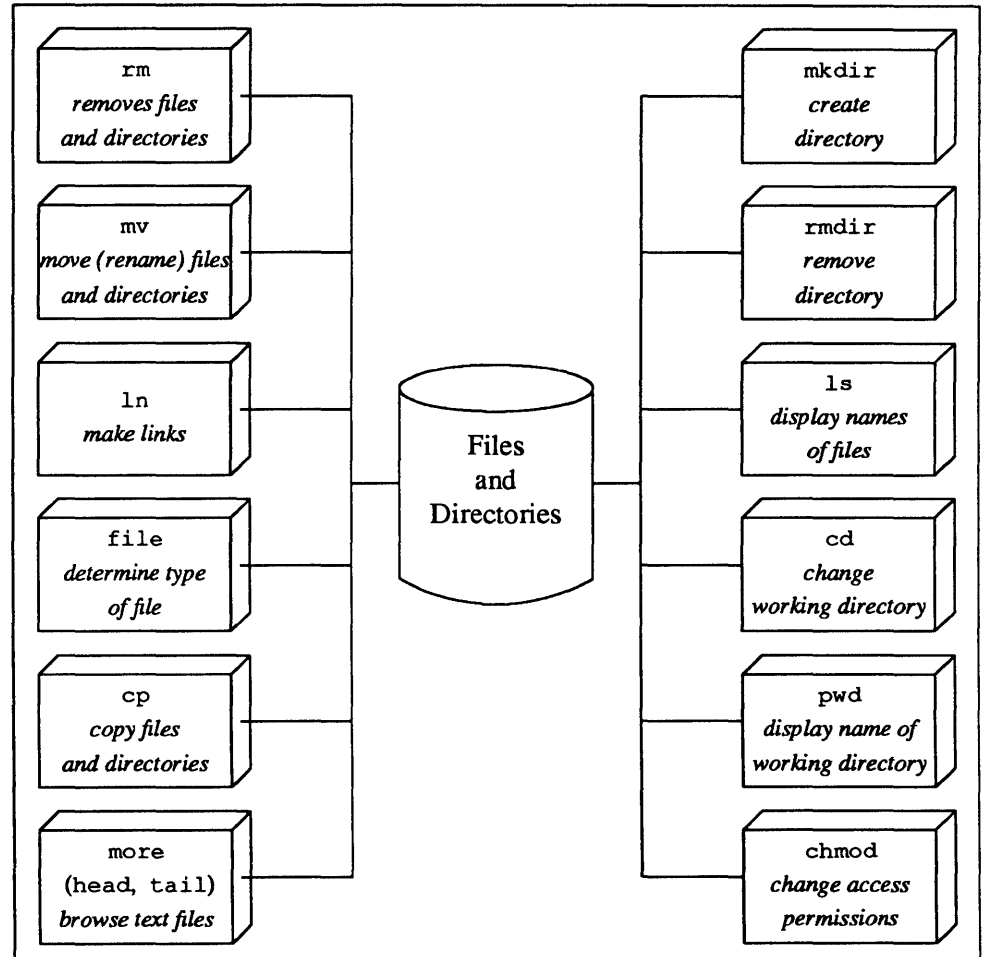 rm
removes files
and directories
mv
move (rename) files
and directories
ln
make links
file
determine type
of file
cp
copy files
and directories
more
(head, tail)
browse text files
Files
and
Directories
mkdir
create
directory
rmdir
remove
directory
ls
display names
of files
cd
change
working directory
pwd
display name of
working directory
chmod
change access
permissions